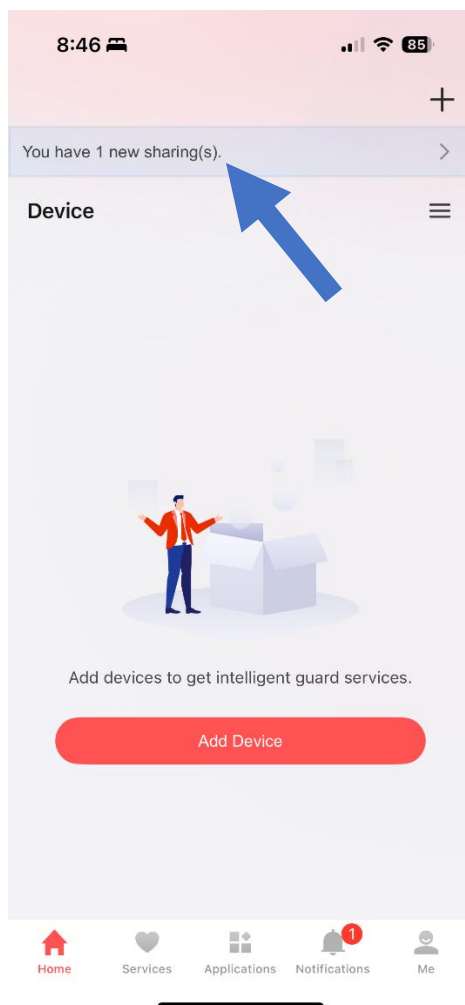 8:46
85
You have 1 new sharing(s).
Device
Add devices to get intelligent guard services.
Add Device
1
Home Services Applications Notifications Me